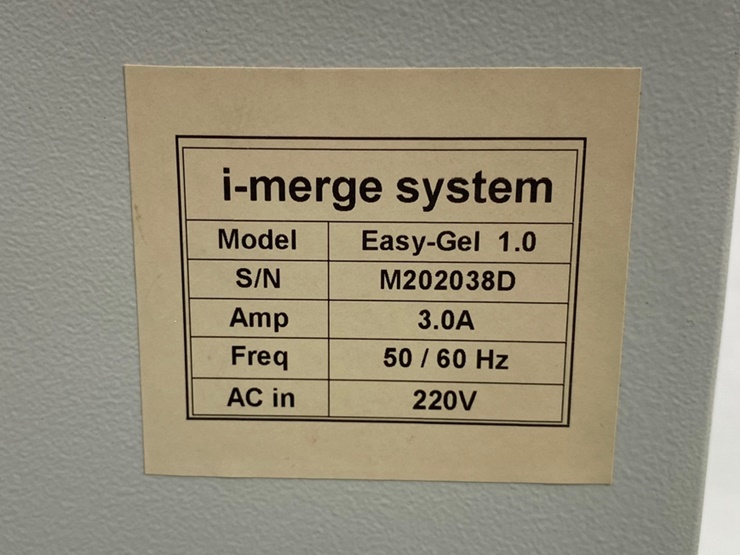 i-merge system
Model Easy-Gel 1.0
S/N M202038D
Amp 3.0A
Freq 50 / 60 Hz
AC in 220V